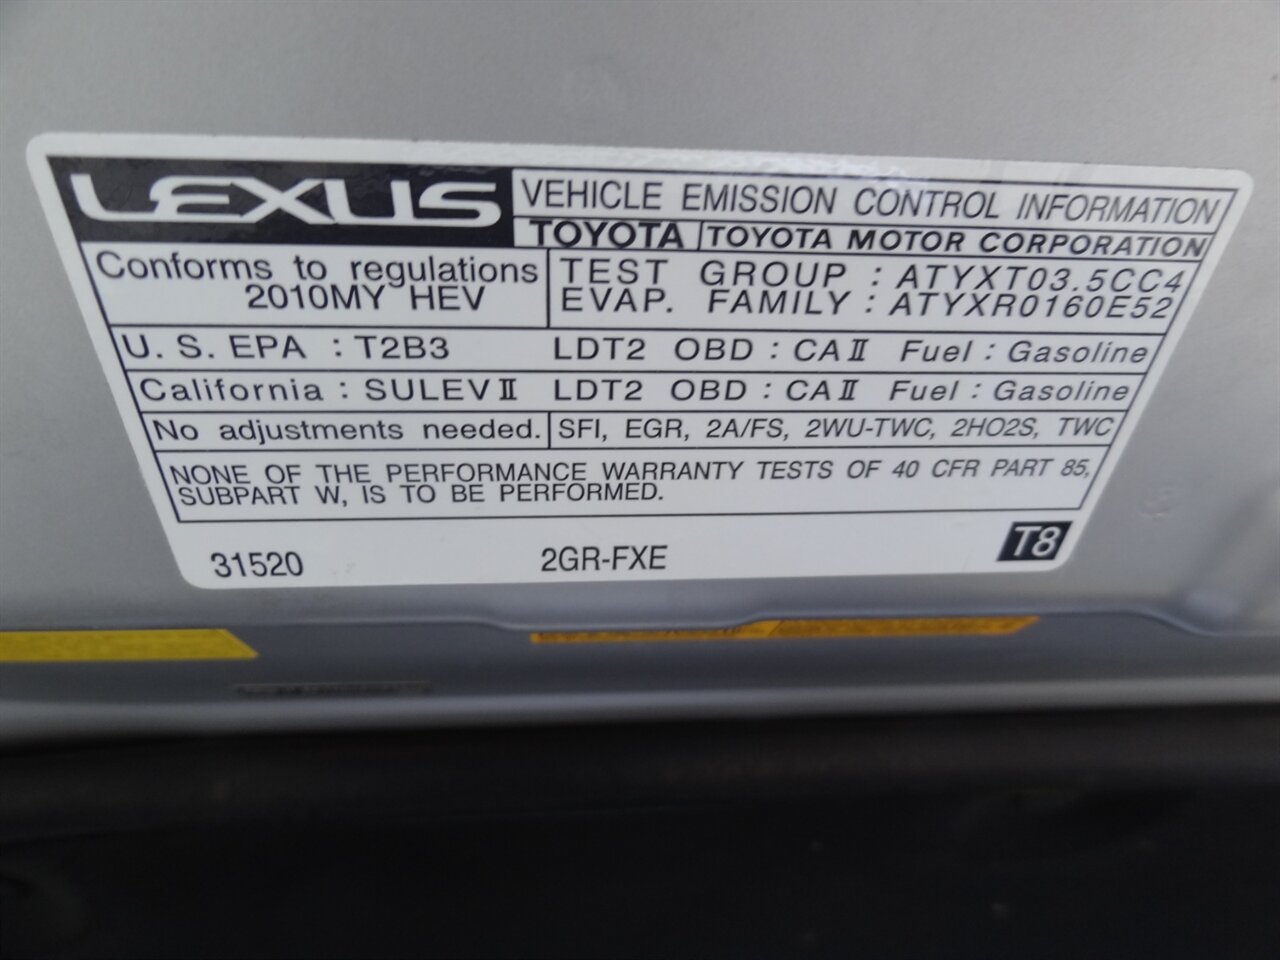 LEXUS VEHICLE EMISSION CONTROL INFORMATION
TOYOTA TOYOTA MOTOR CORPORATION
Conforms to regulations
2010MY HEV
TEST GROUP : ATYXT03.5CC4
EVAP. FAMILY : ATYXR0160E52
U. S. EPA : T2B3 LDT2 OBD : CAⅡ Fuel : Gasoline
California : SULEVⅡ LDT2 OBD : CAⅡ Fuel : Gasoline
No adjustments needed. SFI, EGR, 2A/FS, 2WU-TWC, 2HO2S, TWC
NONE OF THE PERFORMANCE WARRANTY TESTS OF 40 CFR PART 85,
SUBPART W, IS TO BE PERFORMED.
31520 2GR-FXE T8